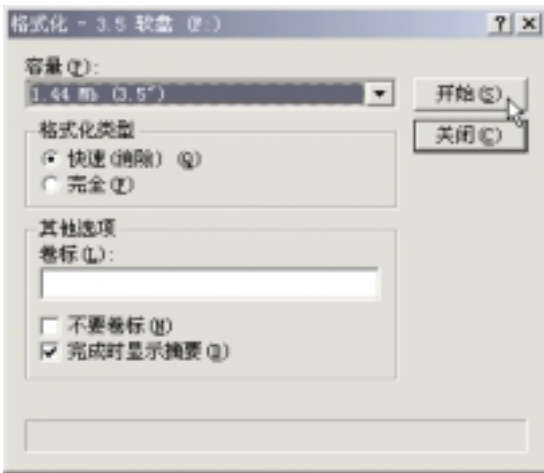 格式化 - 3.5 软盘 (F:)
容量(P):
1.44 Mb (3.5")
开始(S)
关闭(C)
格式化类型
快速(消除) (Q)
完全(F)
其他选项
卷标(L):
不要卷标(N)
完成时显示摘要(D)